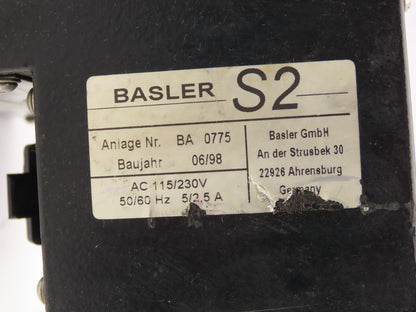 BASLER S2
Anlage Nr. BA 0775
Baujahr 06/98
AC 115/230V
50/60 Hz 5/2,5 A
Basler GmbH
An der Strusbek 30
22926 Ahrensburg
Germany